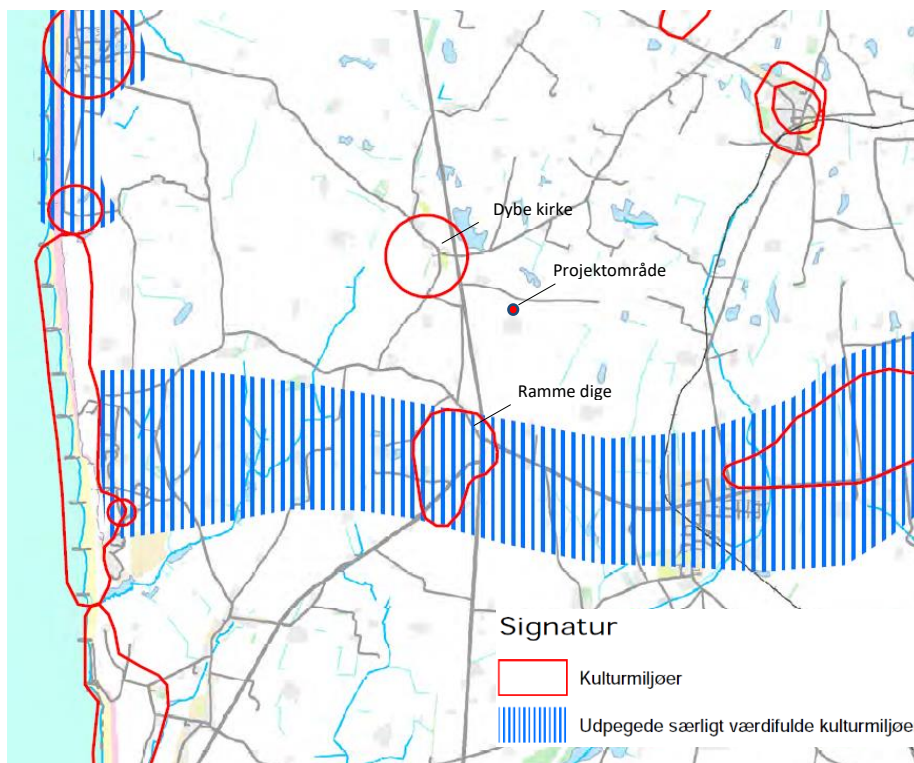 Dybe kirke
Projektområde
Ramme dige
Signatur
Kulturmiljøer
Udpegede særligt værdifulde kulturmiljøe